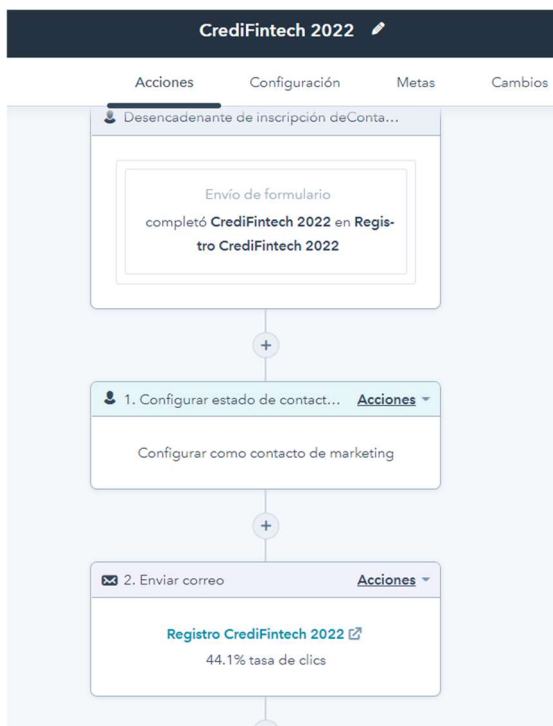 CrediFintech 2022
Acciones Configuración Metas Cambios
Desencadenante de inscripción deConta...
Envío de formulario
completó CrediFintech 2022 en Regis-
tro CrediFintech 2022
+
1. Configurar estado de contact... Acciones
Configurar como contacto de marketing
+
2. Enviar correo Acciones
Registro CrediFintech 2022
44.1% tasa de clics